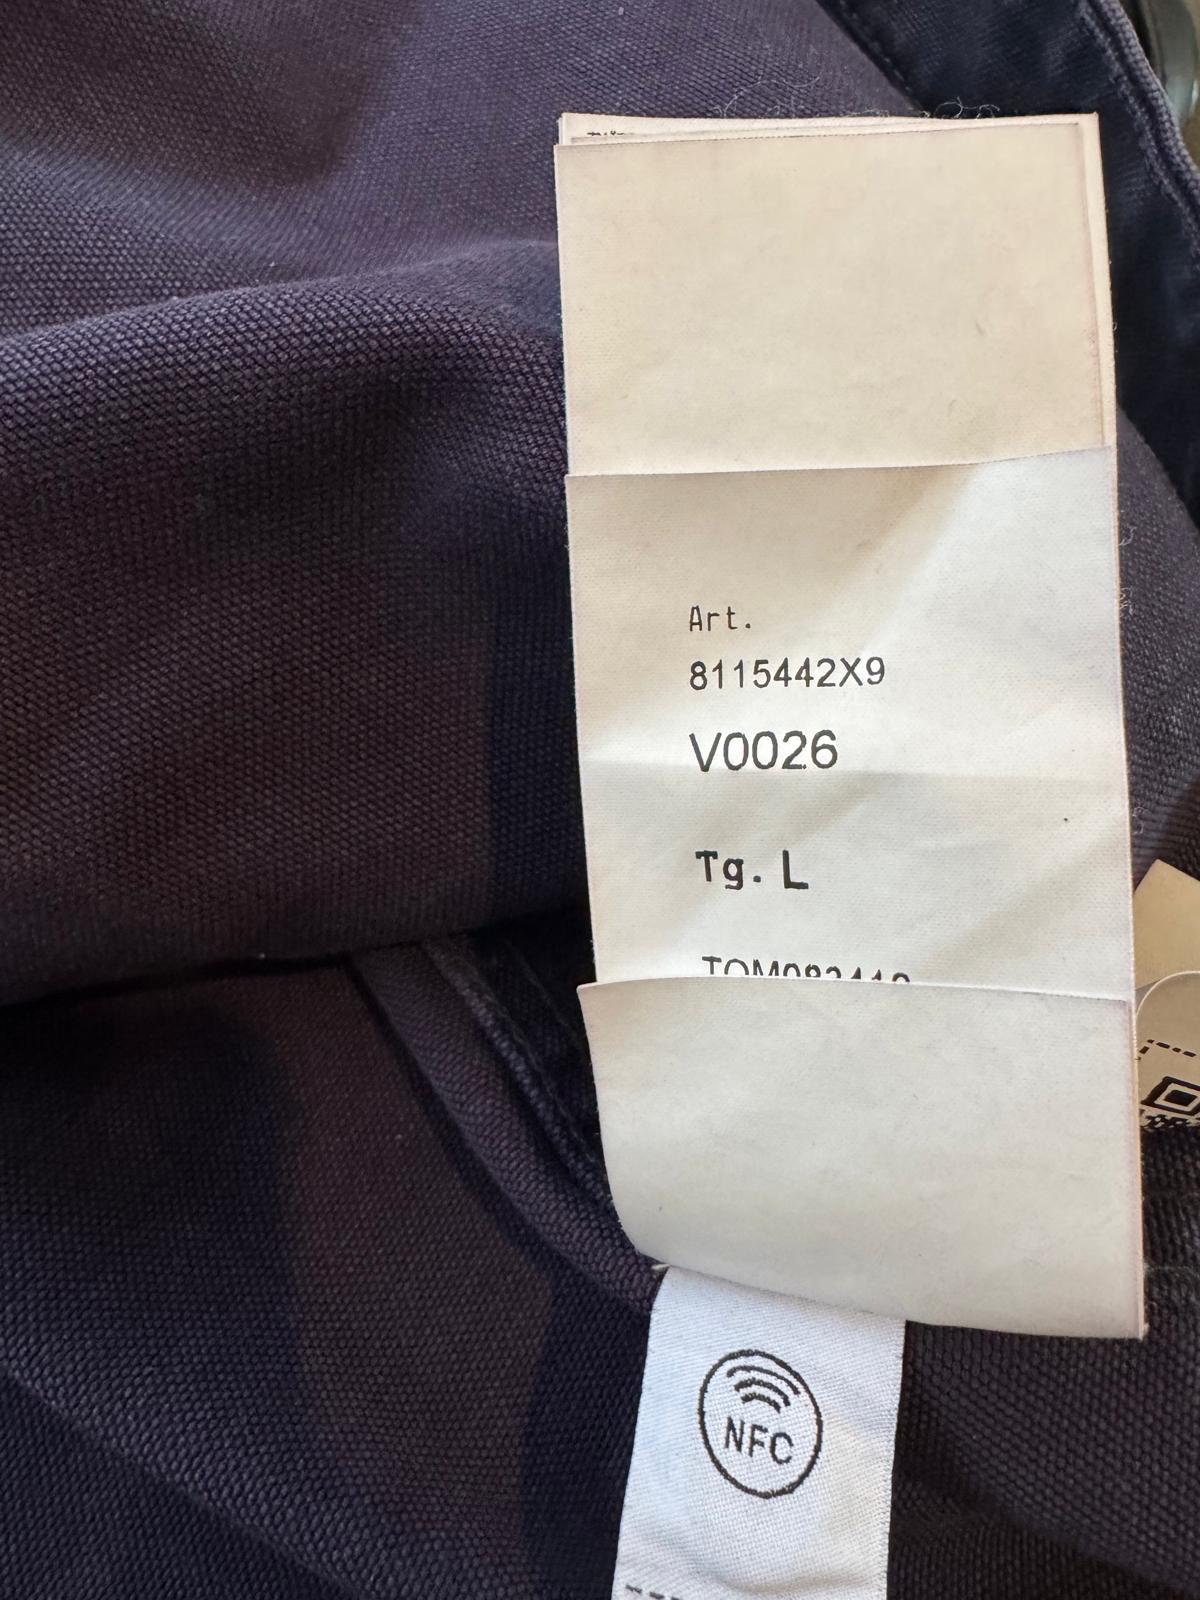 Art.
8115442X9
V0026
Tg. L
NFC